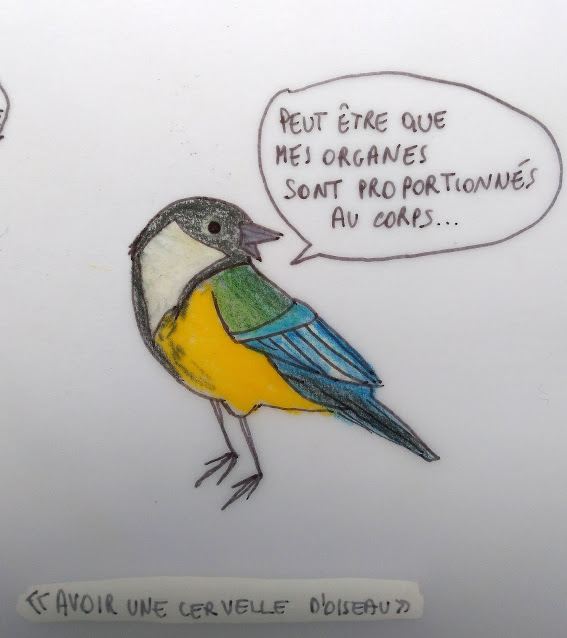 PEUT ÊTRE QUE
MES ORGANES
SONT PROPORTIONNÉS
AU CORPS...
<<AVOIR UNE CERVELLE D'OISEAU>>